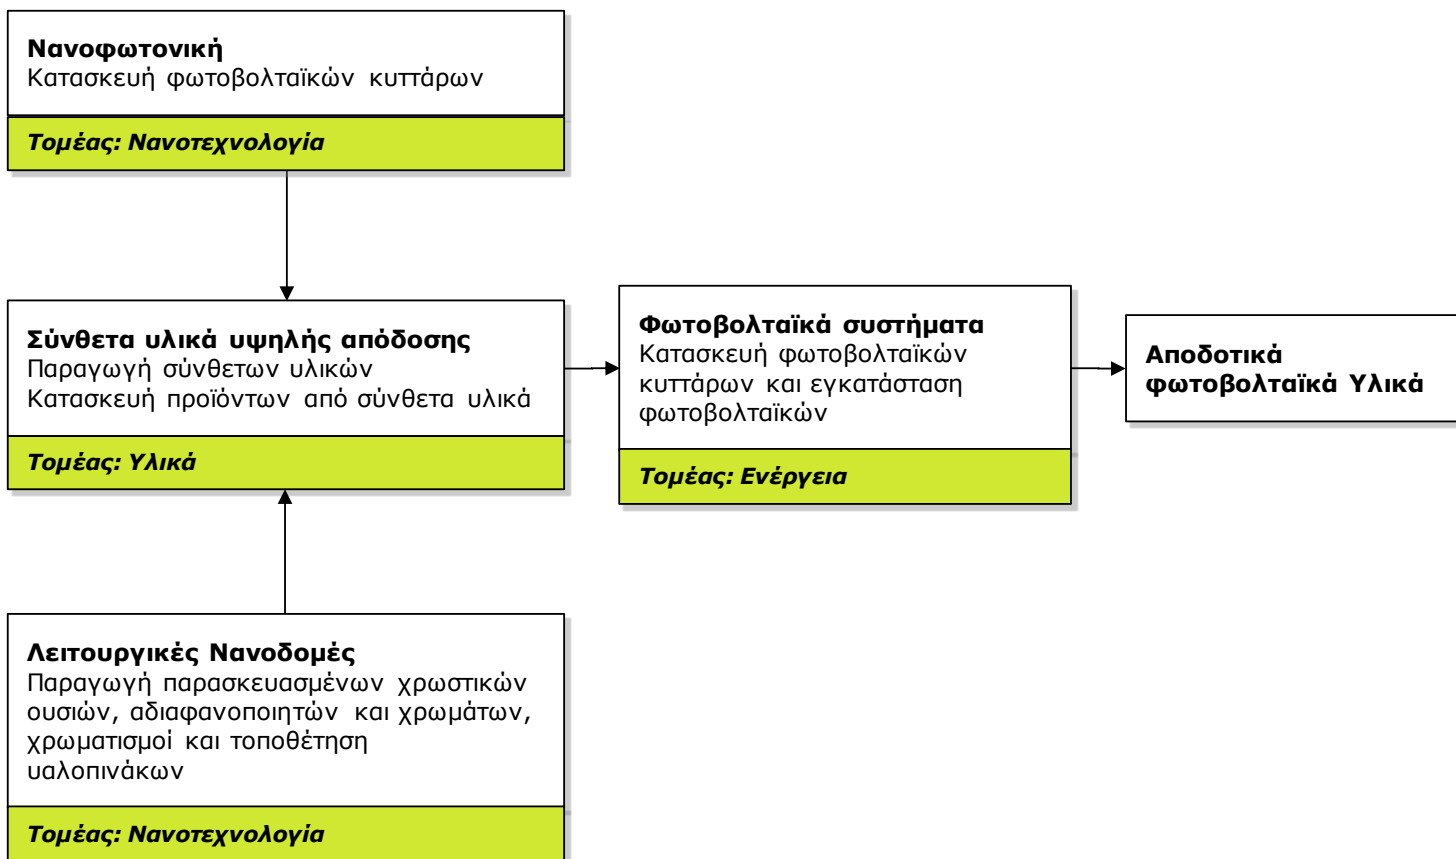 Νανοφωτονική
Κατασκευή φωτοβολταϊκών κυττάρων
Τομέας: Νανοτεχνολογία
Σύνθετα υλικά υψηλής απόδοσης
Παραγωγή σύνθετων υλικών
Κατασκευή προϊόντων από σύνθετα υλικά
Τομέας: Υλικά
Φωτοβολταϊκά συστήματα
Κατασκευή φωτοβολταϊκών
κυττάρων και εγκατάσταση
φωτοβολταϊκών
Τομέας: Ενέργεια
Αποδοτικά
φωτοβολταϊκά Υλικά
Λειτουργικές Νανοδομές
Παραγωγή παρασκευασμένων χρωστικών
ουσιών, αδιαφανοποιητών και χρωμάτων,
χρωματισμοί και τοποθέτηση
υαλοπινάκων
Τομέας: Νανοτεχνολογία